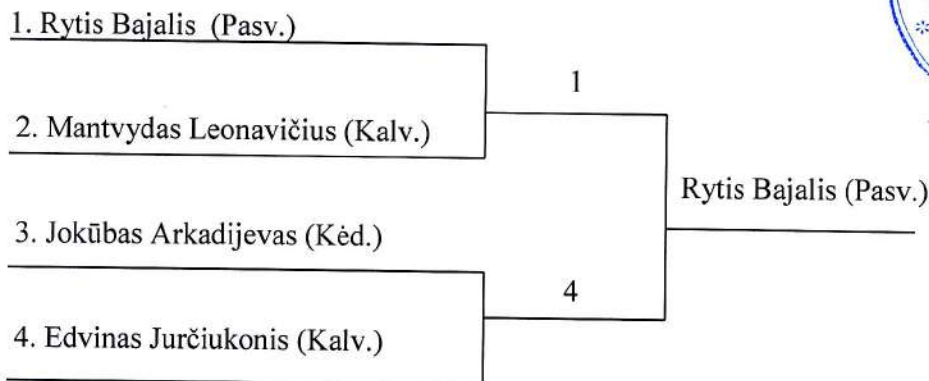 1. Rytis Bajalis (Pasv.)
1
2. Mantvydas Leonavičius (Kalv.)
Rytis Bajalis (Pasv.)
3. Jokūbas Arkadijevas (Kėd.)
4
4. Edvinas Jurčiukonis (Kalv.)